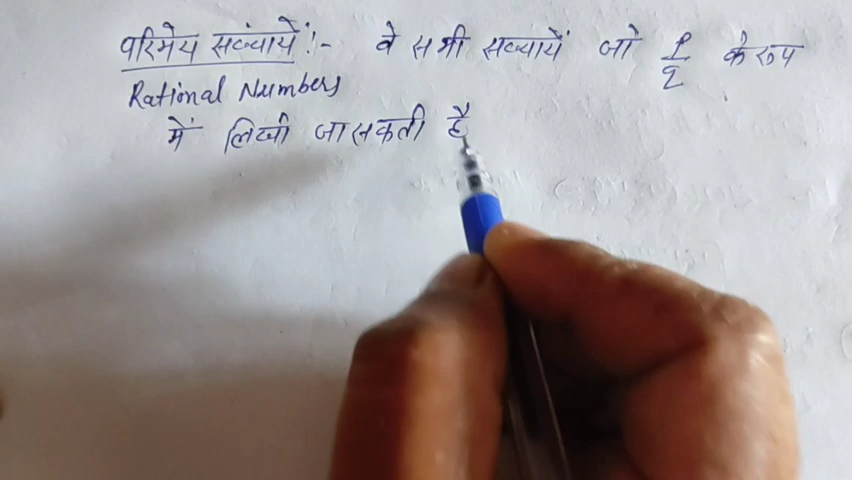 परिमेय संख्यायें:- वे सभी संख्यायें जो p/q के रूप
Rational Numbers
में लिखी जा सकती है